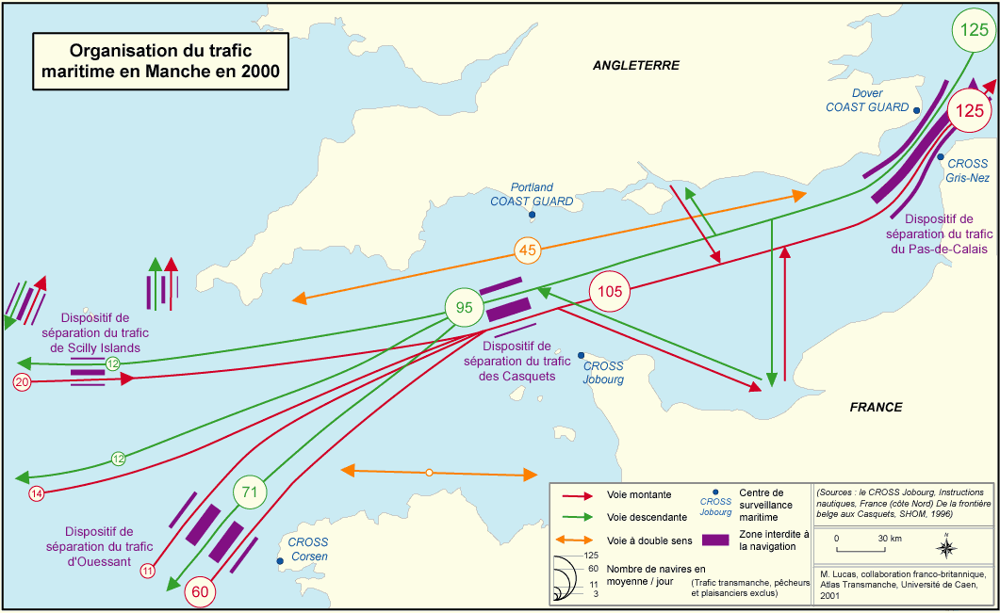 Organisation du trafic
maritime en Manche en 2000
ANGLETERRE
125
125
Dover
COAST GUARD
CROSS
Gris-Nez
Portland
COAST GUARD
Dispositif de
séparation du trafic
du Pas-de-Calais
45
105
95
Dispositif de
séparation du trafic
de Scilly Islands
12
20
Dispositif de
séparation du trafic
des Casquets
CROSS
Jobourg
FRANCE
12
14
71
Dispositif de
séparation du trafic
d'Ouessant
11
60
CROSS
Corsen
Voie montante
Voie descendante
Voie à double sens
125
60
11
3
Nombre de navires en
moyenne / jour
(Trafic transmanche, pêcheurs
et plaisanciers exclus)
CROSS
Jobourg
Centre de
surveillance
maritime
Zone interdite à
la navigation
(Sources : le CROSS Jobourg, Instructions
nautiques, France (côte Nord) De la frontière
belge aux Casquets, SHOM, 1996)
0 30 km
N
M. Lucas, collaboration franco-britannique,
Atlas Transmanche, Université de Caen,
2001